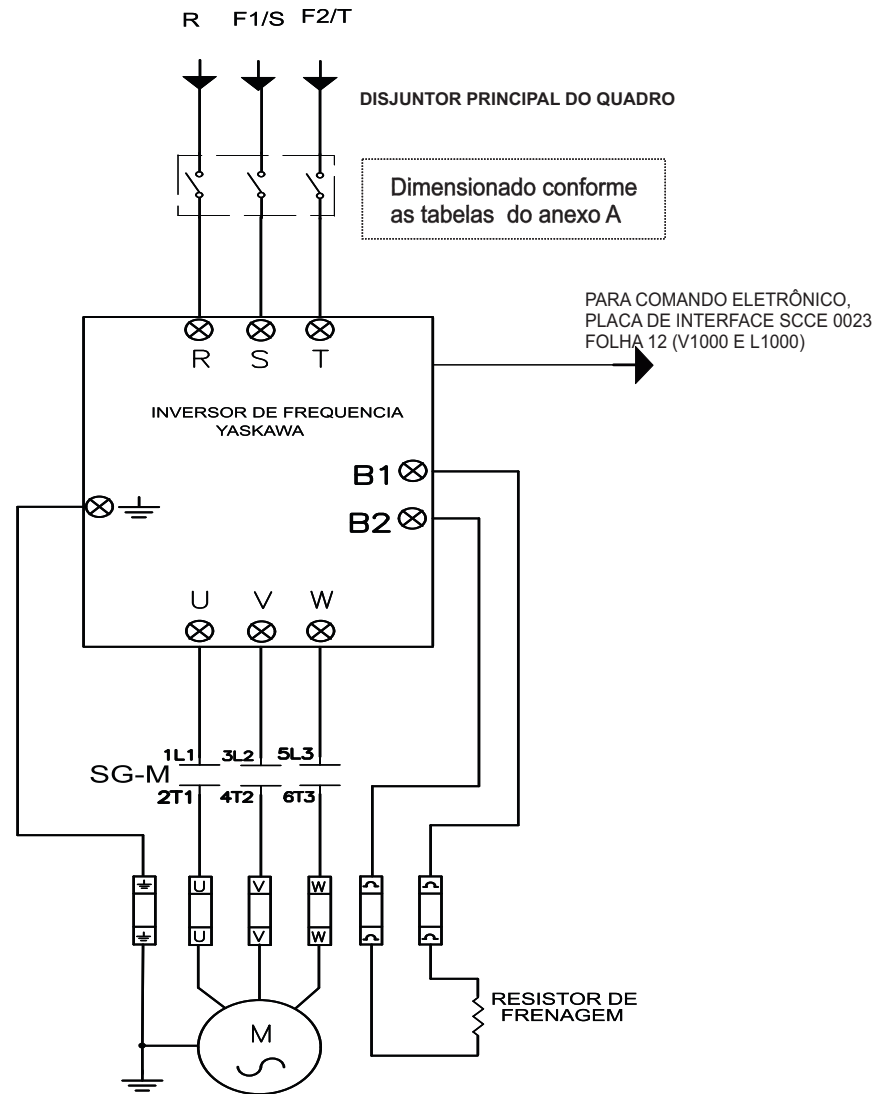 R F1/S F2/T
DISJUNTOR PRINCIPAL DO QUADRO
Dimensionado conforme
as tabelas do anexo A
PARA COMANDO ELETRÔNICO,
PLACA DE INTERFACE SCCE 0023
FOLHA 12 (V1000 E L1000)
R S T
INVERSOR DE FREQUENCIA
YASKAWA
B1
B2
U V W
1L1 3L2 5L3
SG-M
2T1 4T2 6T3
U V W
U V W
RESISTOR DE
FRENAGEM
M